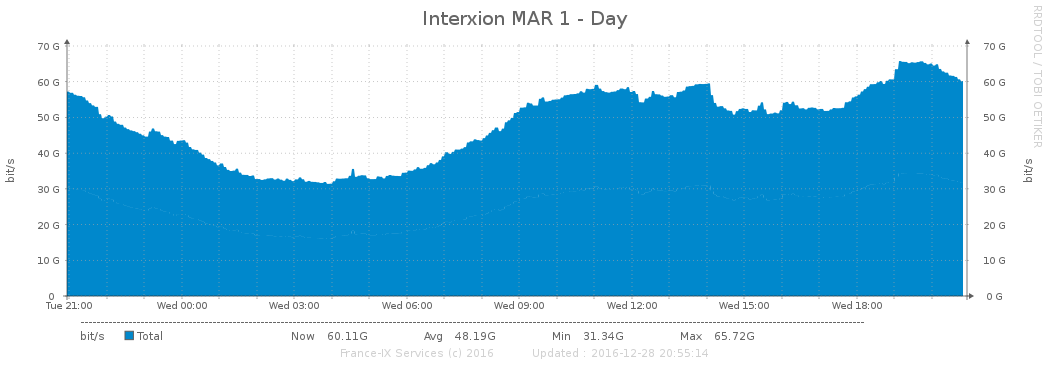 Interxion MAR 1 - Day
RRDTOOL / TOBI OETIKER
bit/s
70 G 70 G
60 G 60 G
50 G 50 G
40 G 40 G
30 G 30 G
20 G 20 G
10 G 10 G
0 0 G
bit/s
Tue 21:00 Wed 00:00 Wed 03:00 Wed 06:00 Wed 09:00 Wed 12:00 Wed 15:00 Wed 18:00
bit/s Total Now 60.11G Avg 48.19G Min 31.34G Max 65.72G
France-IX Services (c) 2016 Updated : 2016-12-28 20:55:14